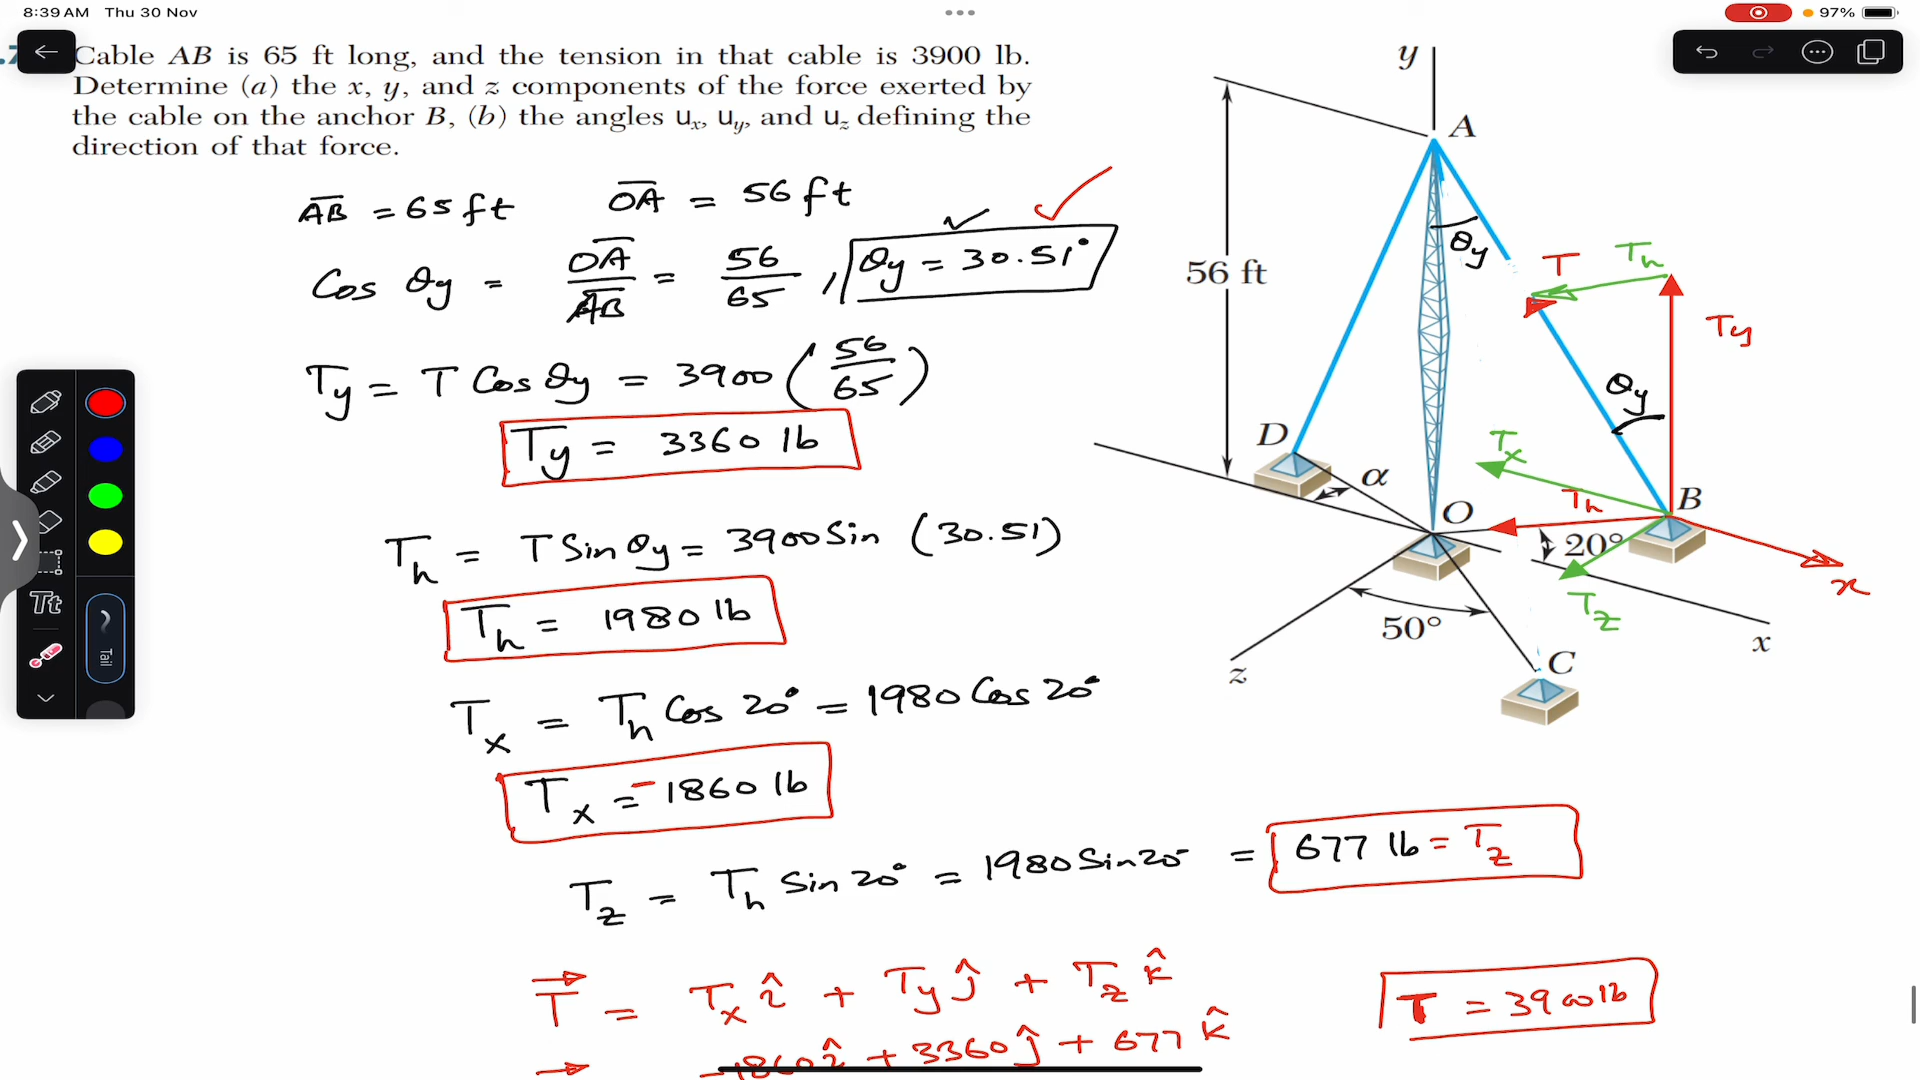 8:39 AM Thu 30 Nov
97%
Cable AB is 65 ft long, and the tension in that cable is 3900 lb.
Determine (a) the x, y, and z components of the force exerted by
the cable on the anchor B, (b) the angles ux, uy, and uz defining the
direction of that force.
AB = 65 ft OA = 56 ft
Cos θy = OA/AB = 56/65 , θy = 30.51°
Ty = T Cos θy = 3900 (56/65)
Ty = 3360 lb
Th = T Sin θy = 3900 Sin (30.51)
Th = 1980 lb
Tx = Th Cos 20° = 1980 Cos 20°
Tx = -1860 lb
Tz = Th Sin 20° = 1980 Sin 20° = 677 lb = Tz
T = Tx î + Ty ĵ + Tz k̂
T = 3900 lb
-1860 î + 3360 ĵ + 677 k̂
y
A
56 ft
θy
T
Th
Ty
θy
D
α
Tx
Th
O
B
20°
x
Tz
50°
x
z
C
Tt
Tail